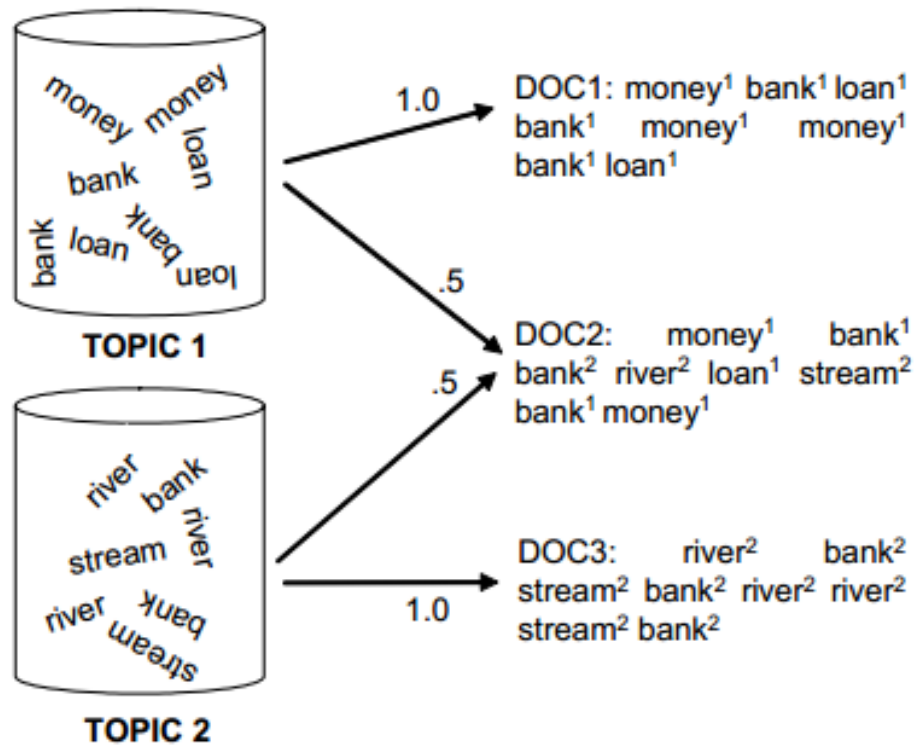 money
money
loan
bank
bank
loan
bank
loan
TOPIC 1
1.0
DOC1: money¹ bank¹ loan¹
bank¹ money¹ money¹
bank¹ loan¹
.5
DOC2: money¹ bank¹
bank² river² loan¹ stream²
bank¹ money¹
.5
river
bank
river
stream
river
bank
stream
TOPIC 2
1.0
DOC3: river² bank²
stream² bank² river² river²
stream² bank²